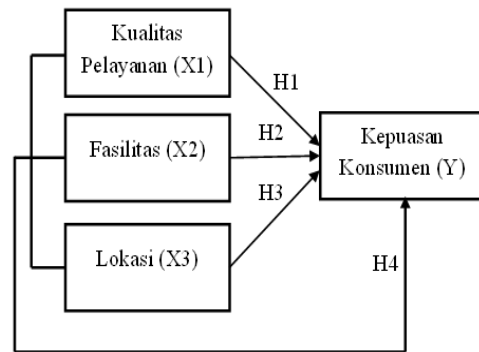 Kualitas
Pelayanan (X1)
H1
H2
Fasilitas (X2)
Kepuasan
Konsumen (Y)
H3
Lokasi (X3)
H4